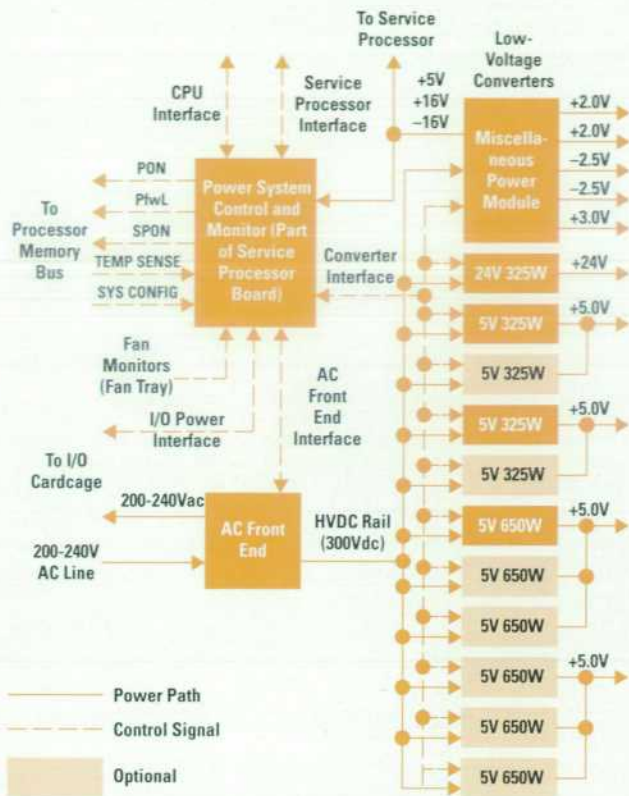 To Service
Processor
Low-
Voltage
Converters
CPU
Interface
Service
Processor
Interface
+5V
+16V
−16V
Miscella-
neous
Power
Module
+2.0V
+2.0V
−2.5V
−2.5V
+3.0V
To
Processor
Memory
Bus
PON
PfwL
SPON
TEMP SENSE
SYS CONFIG
Power System
Control and
Monitor (Part
of Service
Processor
Board)
Converter
Interface
24V 325W
+24V
5V 325W
+5.0V
5V 325W
5V 325W
+5.0V
5V 325W
Fan
Monitors
(Fan Tray)
I/O Power
Interface
AC
Front
End
Interface
To I/O
Cardcage
200-240Vac
200-240V
AC Line
AC Front
End
HVDC Rail
(300Vdc)
5V 650W
+5.0V
5V 650W
5V 650W
5V 650W
+5.0V
5V 650W
5V 650W
Power Path
Control Signal
Optional